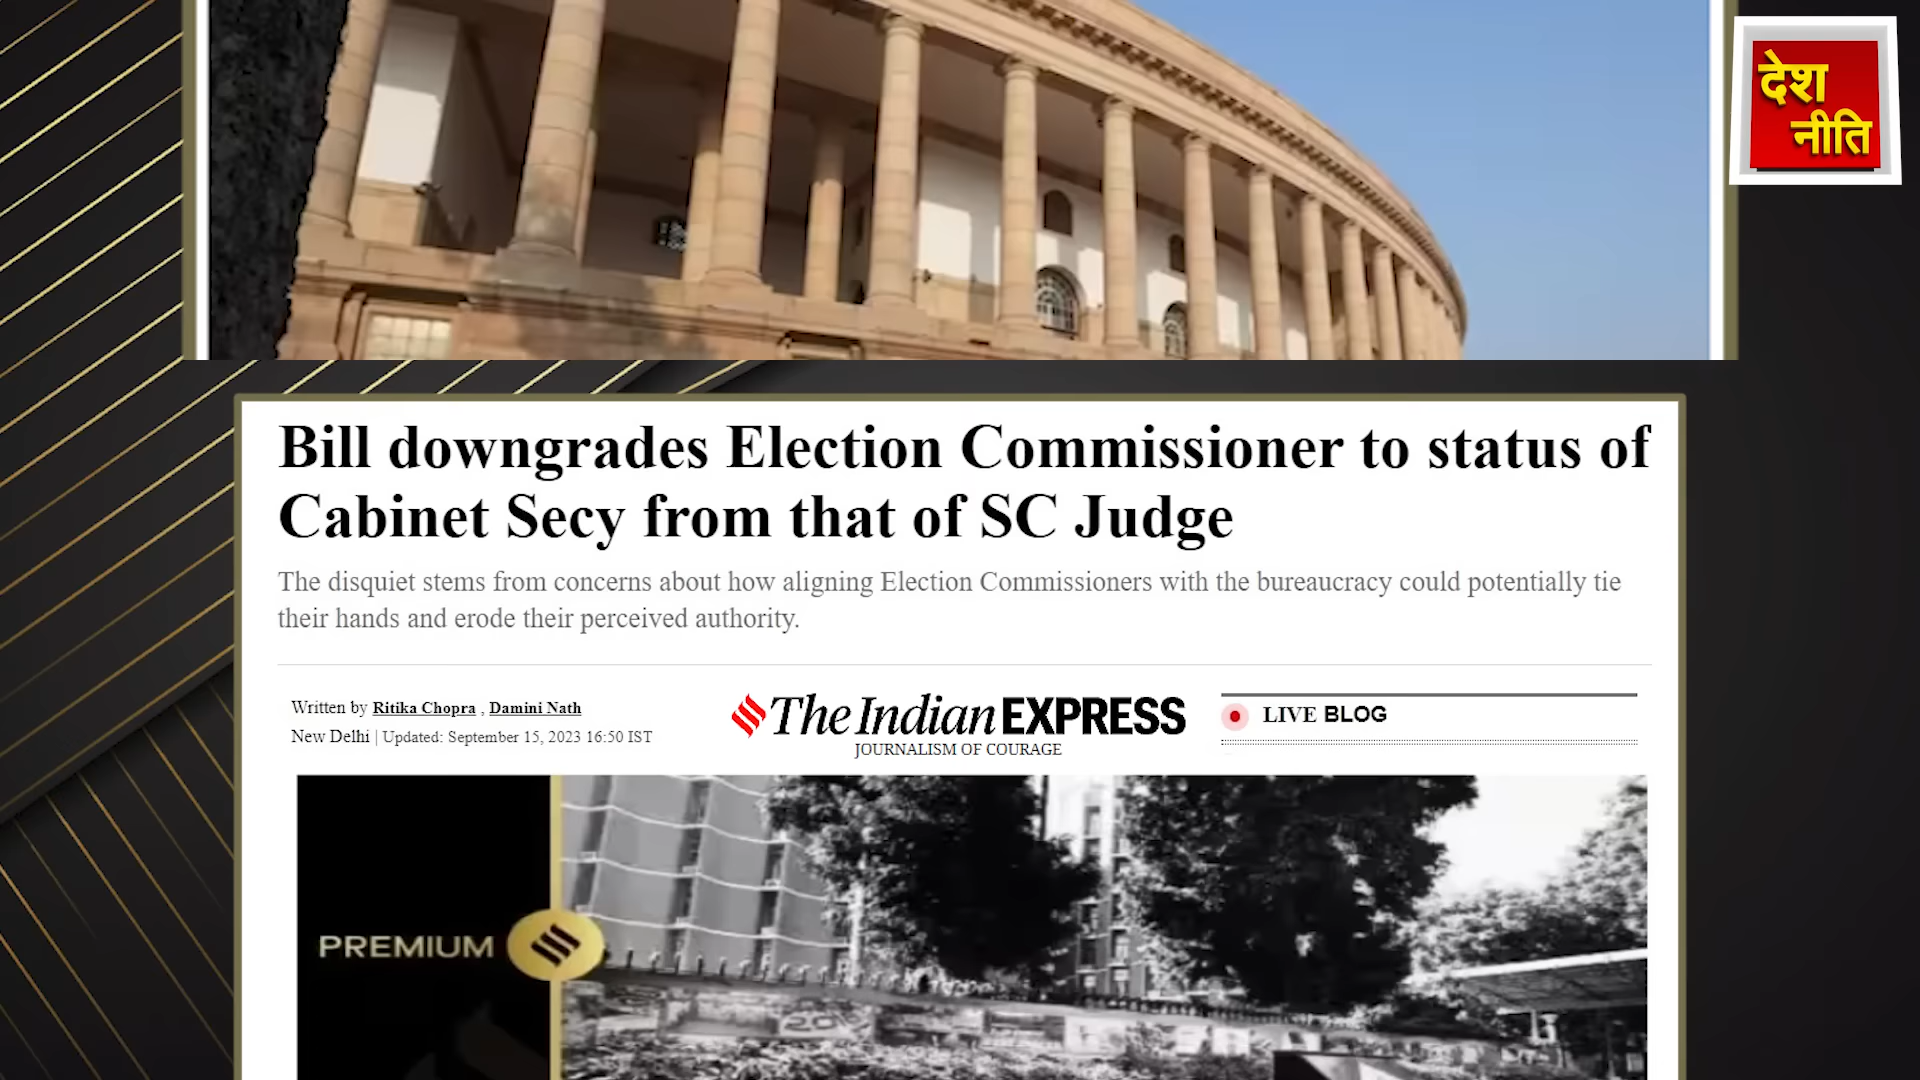 देश
नीति
Bill downgrades Election Commissioner to status of
Cabinet Secy from that of SC Judge
The disquiet stems from concerns about how aligning Election Commissioners with the bureaucracy could potentially tie
their hands and erode their perceived authority.
Written by Ritika Chopra , Damini Nath
New Delhi | Updated: September 15, 2023 16:50 IST
The Indian EXPRESS
JOURNALISM OF COURAGE
LIVE BLOG
PREMIUM